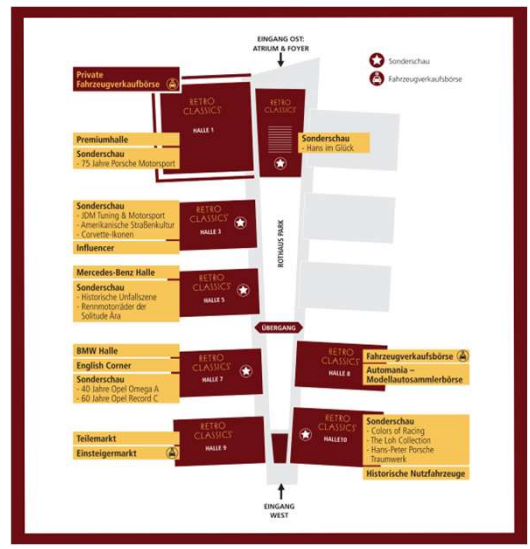 EINGANG OST:
ATRIUM & FOYER
Sonderschau
Fahrzeugverkaufsbörse
Private
Fahrzeugverkaufbörse
RETRO
CLASSICS
HALLE 1
RETRO
CLASSICS
Premiumhalle
Sonderschau
- 75 Jahre Porsche Motorsport
Sonderschau
- Hans im Glück
Sonderschau
- JDM Tuning & Motorsport
- Amerikanische Straßenkultur
- Corvette-Ikonen
Influencer
RETRO
CLASSICS
HALLE 3
ROTHAUS PARK
Mercedes-Benz Halle
Sonderschau
- Historische Unfallszene
- Rennmotorräder der
Solitude Ära
RETRO
CLASSICS
HALLE 5
ÜBERGANG
BMW Halle
English Corner
Sonderschau
- 40 Jahre Opel Omega A
- 60 Jahre Opel Record C
RETRO
CLASSICS
HALLE 7
RETRO
CLASSICS
HALLE 8
Fahrzeugverkaufsbörse
Automania –
Modellautosammlerbörse
Teilemarkt
Einsteigermarkt
RETRO
CLASSICS
HALLE 9
RETRO
CLASSICS
HALLE10
Sonderschau
- Colors of Racing
- The Loh Collection
- Hans-Peter Porsche
Traumwerk
Historische Nutzfahrzeuge
EINGANG
WEST